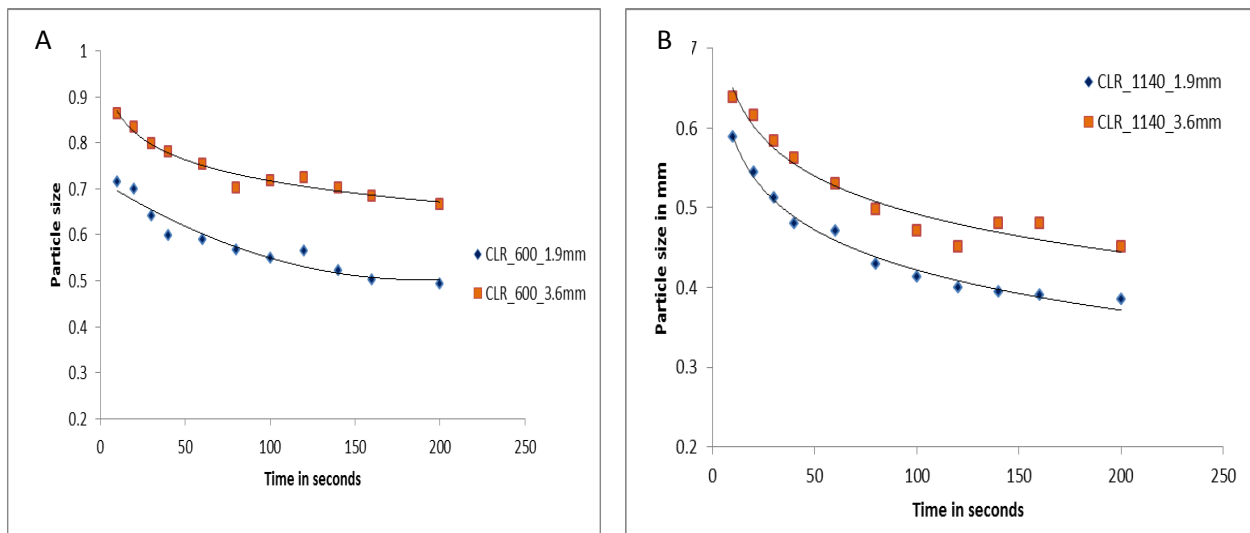 A
1
0.9
0.8
0.7
0.6
0.5
0.4
0.3
0.2
0 50 100 150 200 250
Particle size
Time in seconds
CLR_600_1.9mm
CLR_600_3.6mm
B
7
0.6
0.5
0.4
0.3
0.2
0 50 100 150 200 250
Particle size in mm
Time in seconds
CLR_1140_1.9mm
CLR_1140_3.6mm